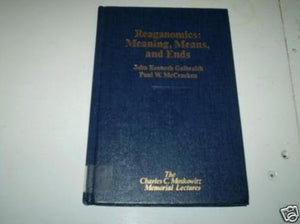 Reaganomics:
Meaning, Means,
and Ends
John Kenneth Galbraith
Paul W. McCracken
The
Charles C. Moskowitz
Memorial Lectures